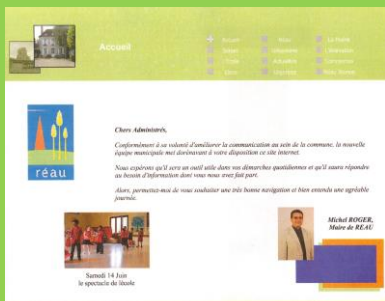 Accueil
Accueil
réau
Chers Administrés,
Conformément à sa volonté d'améliorer la communication au sein de la commune, la nouvelle
équipe municipale met dorénavant à votre disposition ce site internet.
Nous espérons qu'il sera un outil utile dans vos démarches quotidiennes et qu'il saura répondre
au besoin d'information dont vous nous avez fait part.
Alors, permettez-moi de vous souhaiter une très bonne navigation et bien entendu une agréable
journée.
Michel ROGER,
Maire de REAU
Samedi 14 Juin
le spectacle de l'école